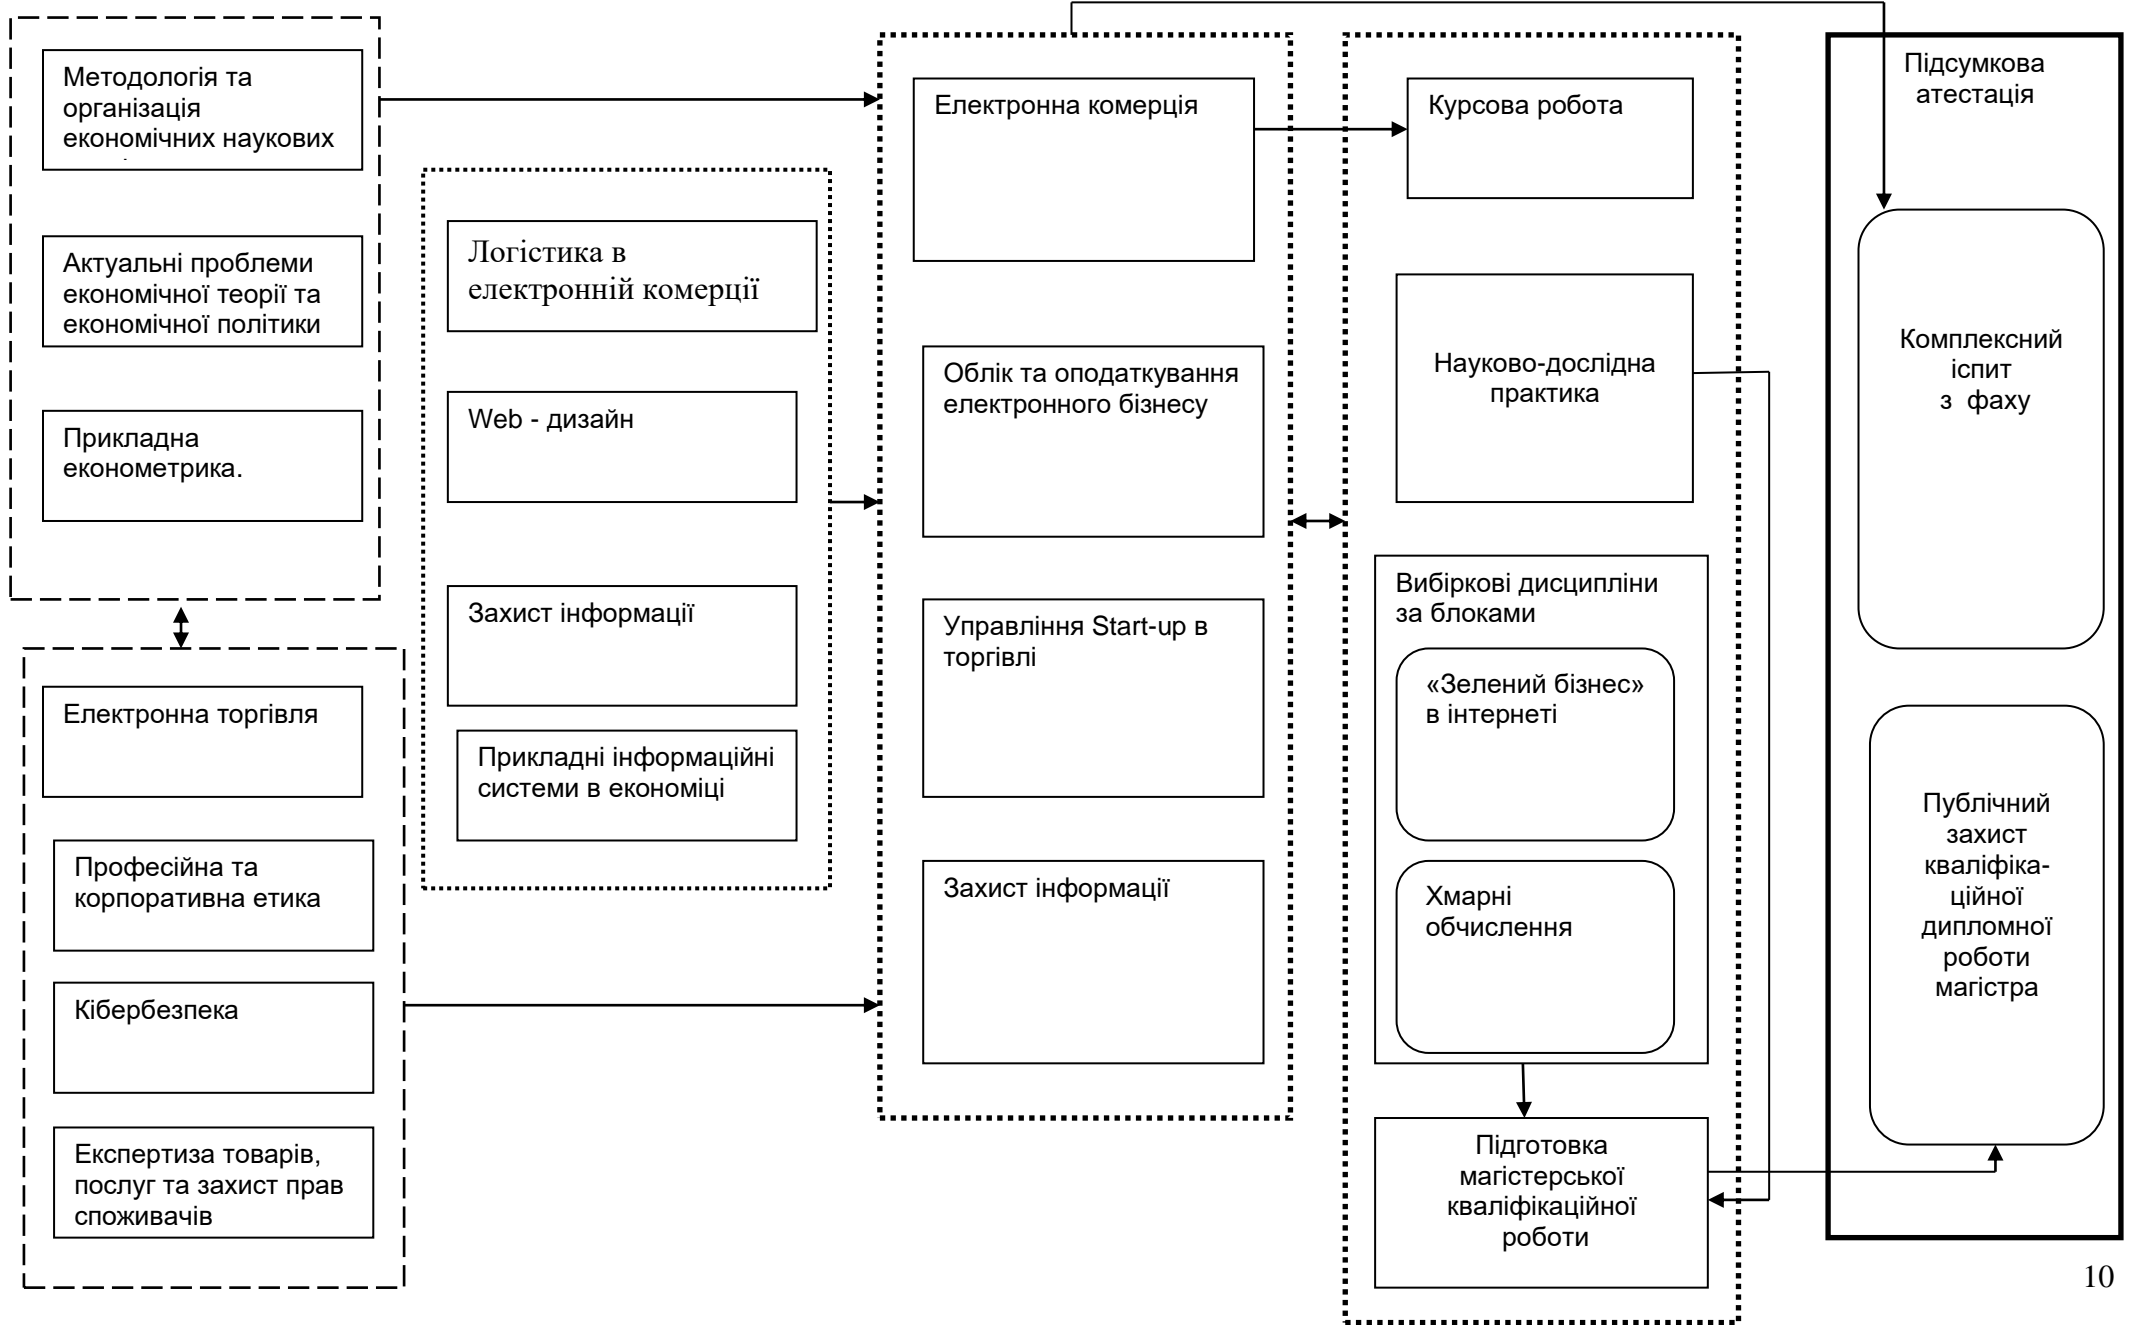 Методологія та
організація
економічних наукових
Актуальні проблеми
економічної теорії та
економічної політики
Прикладна
економетрика.
Електронна торгівля
Професійна та
корпоративна етика
Кібербезпека
Експертиза товарів,
послуг та захист прав
споживачів
Логістика в
електронній комерції
Web - дизайн
Захист інформації
Прикладні інформаційні
системи в економіці
Електронна комерція
Облік та оподаткування
електронного бізнесу
Управління Start-up в
торгівлі
Захист інформації
Курсова робота
Науково-дослідна
практика
Вибіркові дисципліни
за блоками
«Зелений бізнес»
в інтернеті
Хмарні
обчислення
Підготовка
магістерської
кваліфікаційної
роботи
Підсумкова
атестація
Комплексний
іспит
з фаху
Публічний
захист
кваліфіка-
ційної
дипломної
роботи
магістра
10